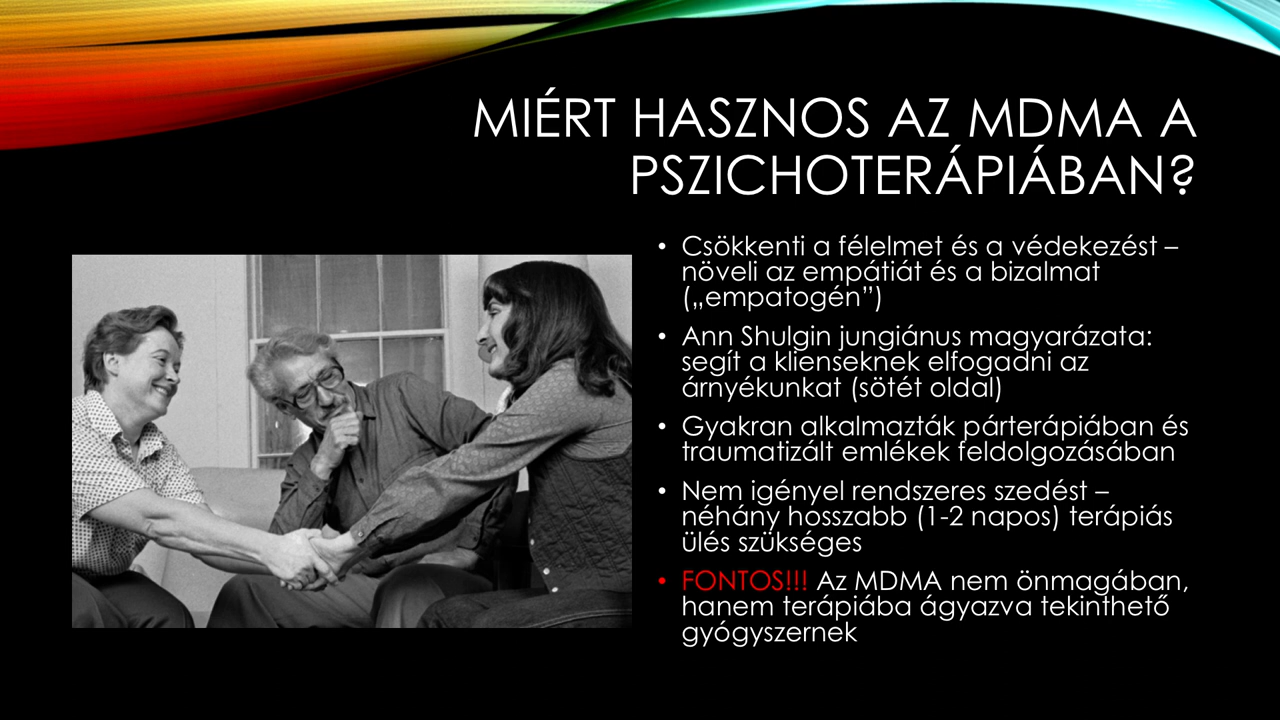 MIÉRT HASZNOS AZ MDMA A
PSZICHOTERÁPIÁBAN?
• Csökkenti a félelmet és a védekezést –
növeli az empátiát és a bizalmat
(„empatogén”)
• Ann Shulgin jungiánus magyarázata:
segít a klienseknek elfogadni az
árnyékunkat (sötét oldal)
• Gyakran alkalmazták párterápiában és
traumatizált emlékek feldolgozásában
• Nem igényel rendszeres szedést –
néhány hosszabb (1-2 napos) terápiás
ülés szükséges
• FONTOS!!! Az MDMA nem önmagában,
hanem terápiába ágyazva tekinthető
gyógyszernek